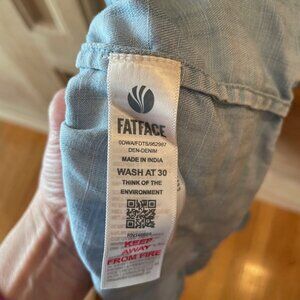 FATFACE
DEN-DENIM
MADE IN INDIA
WASH AT 30
THINK OF THE
ENVIRONMENT
KEEP
AWAY
FROM FIRE